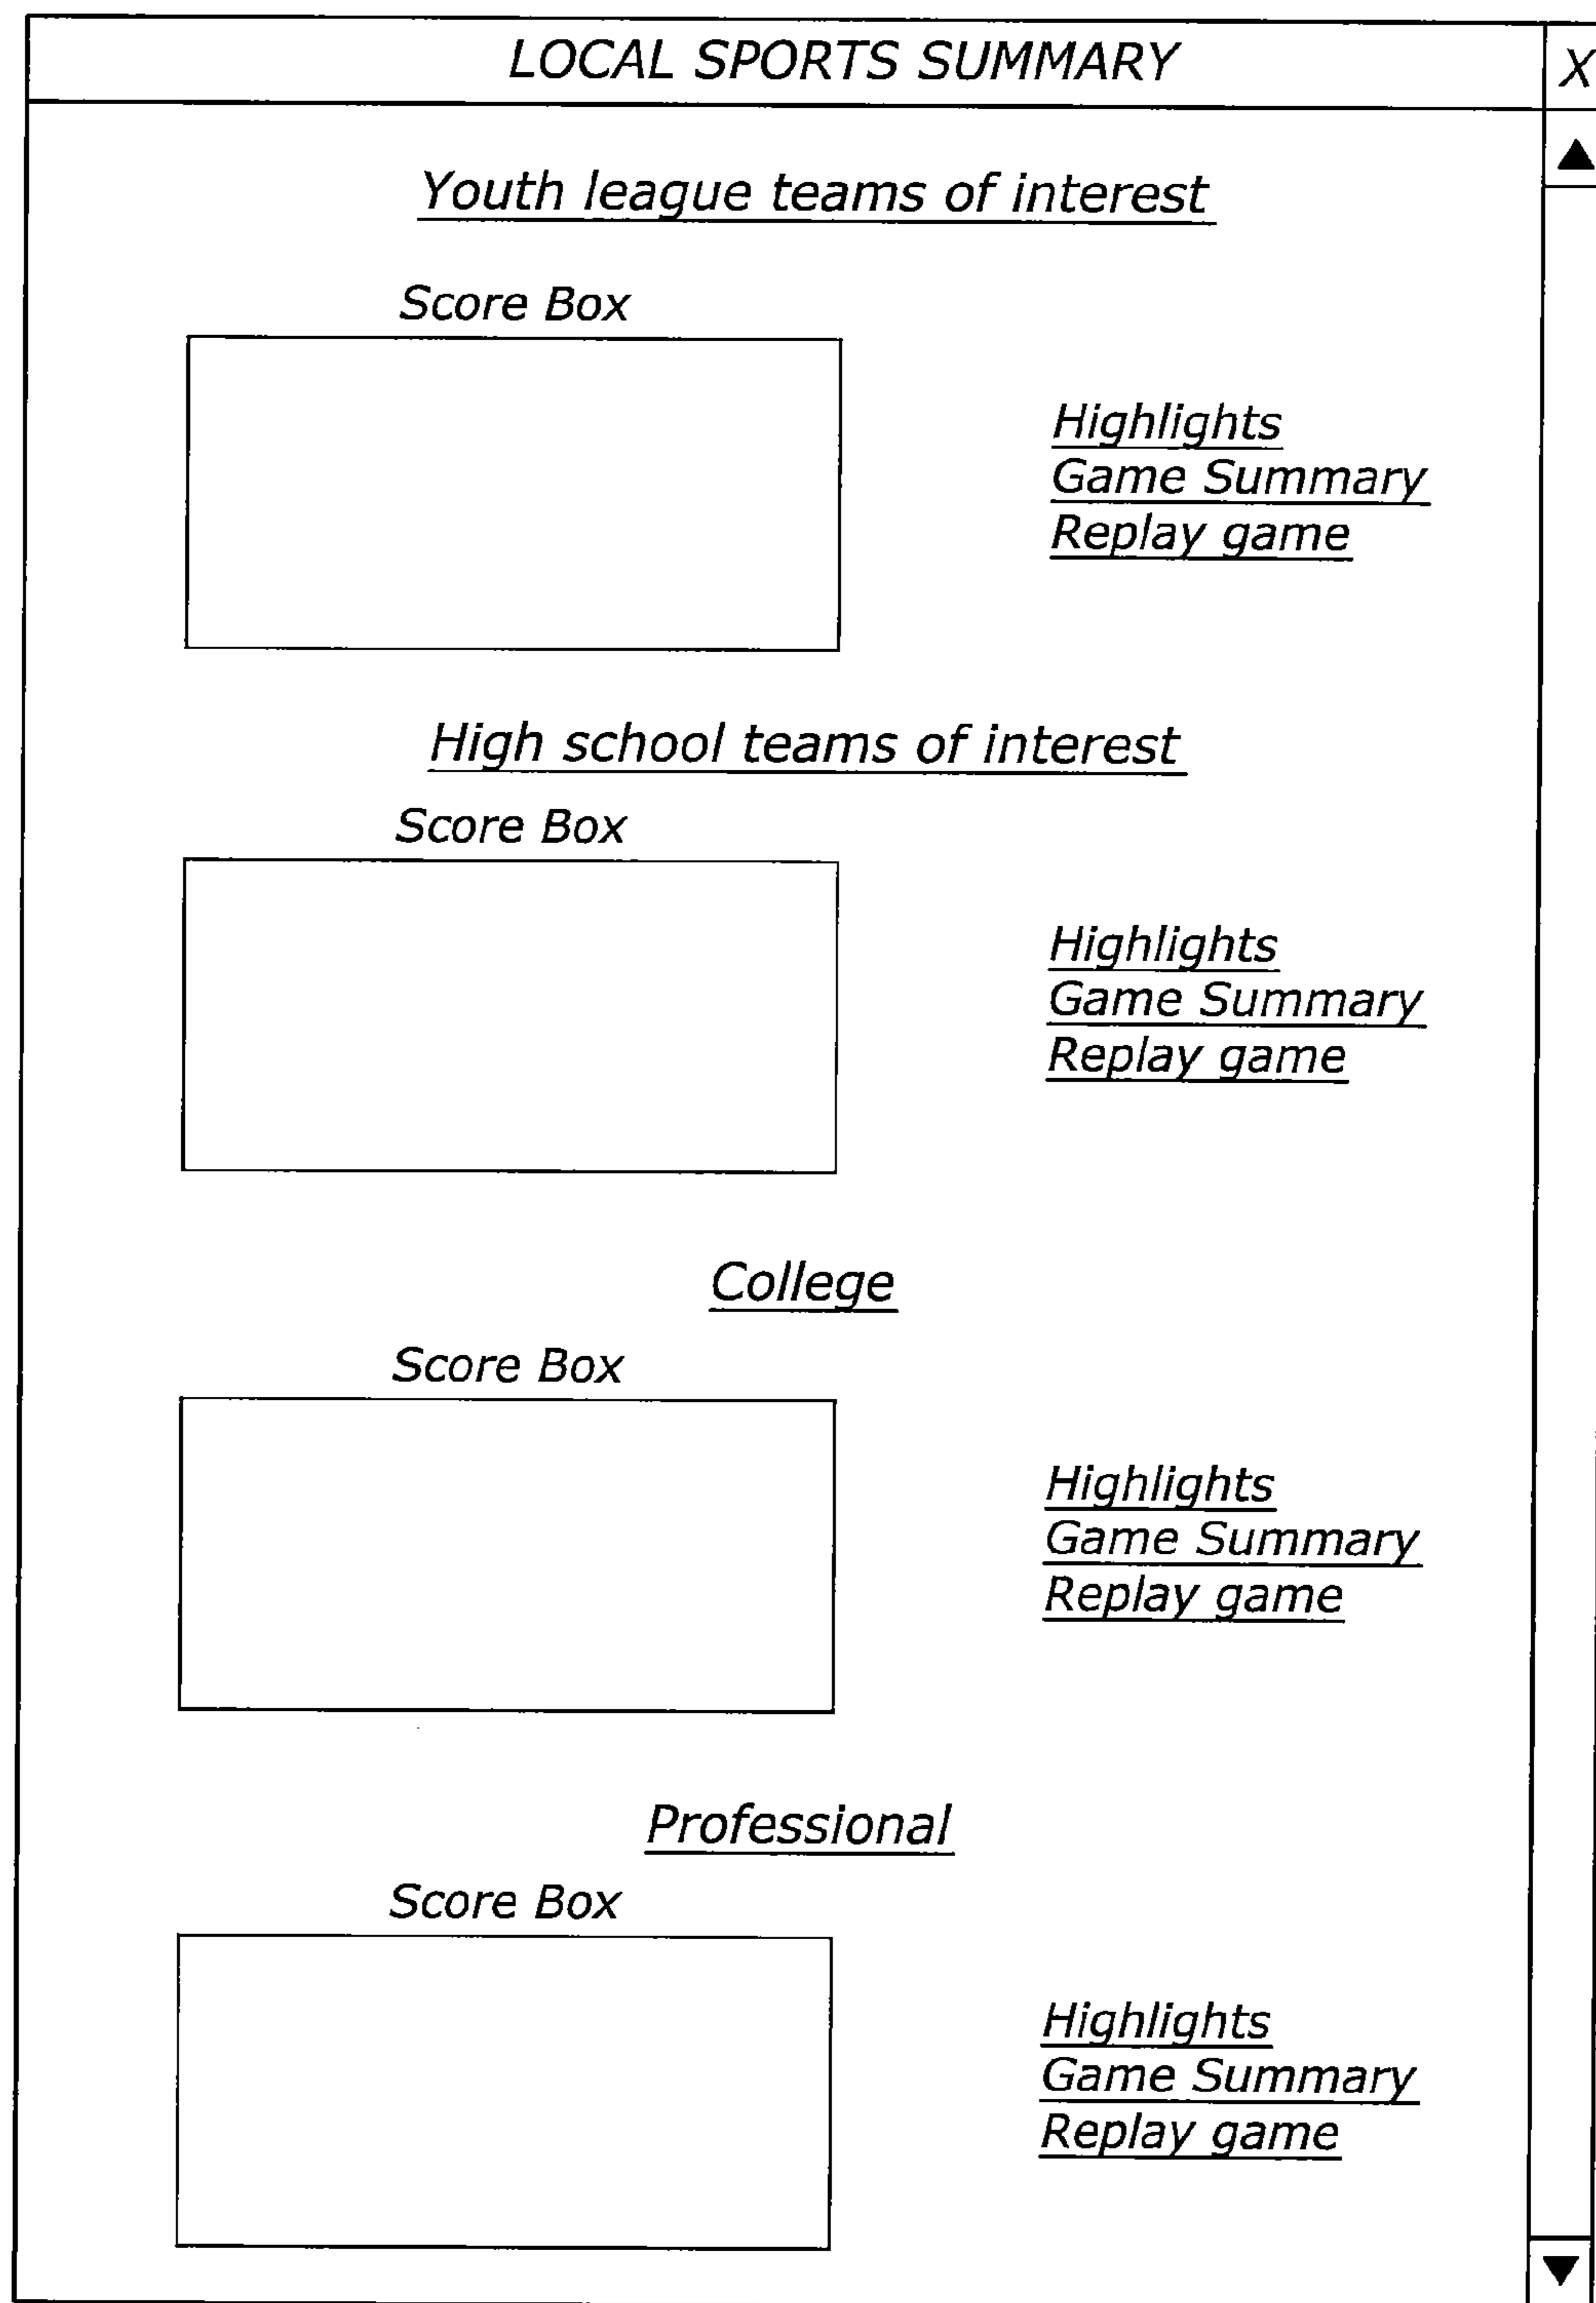 LOCAL SPORTS SUMMARY X
Youth league teams of interest
Score Box
Highlights
Game Summary
Replay game
High school teams of interest
Score Box
Highlights
Game Summary
Replay game
College
Score Box
Highlights
Game Summary
Replay game
Professional
Score Box
Highlights
Game Summary
Replay game